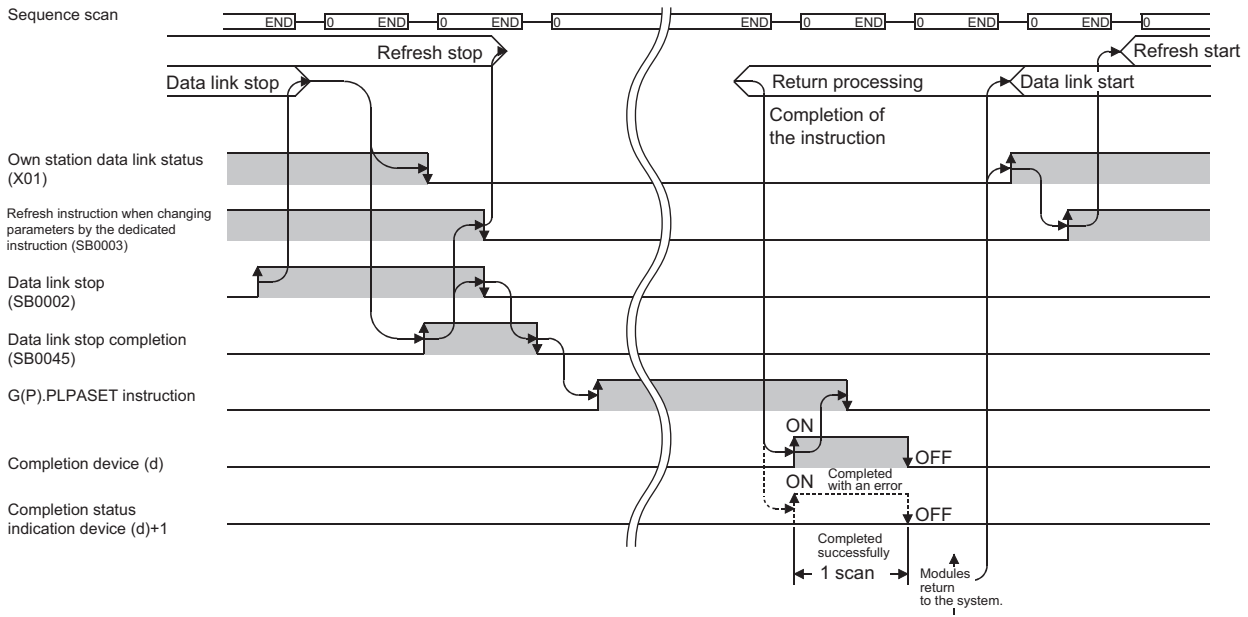 Sequence scan
END 0 END 0 END 0 END 0 END 0 END 0 END 0
Refresh stop
Refresh start
Data link stop
Return processing
Data link start
Completion of
the instruction
Own station data link status
(X01)
Refresh instruction when changing
parameters by the dedicated
instruction (SB0003)
Data link stop
(SB0002)
Data link stop completion
(SB0045)
G(P).PLPASET instruction
ON
Completion device (d)
OFF
Completed
with an error
ON
Completion status
indication device (d)+1
OFF
Completed
successfully
1 scan
Modules
return
to the system.